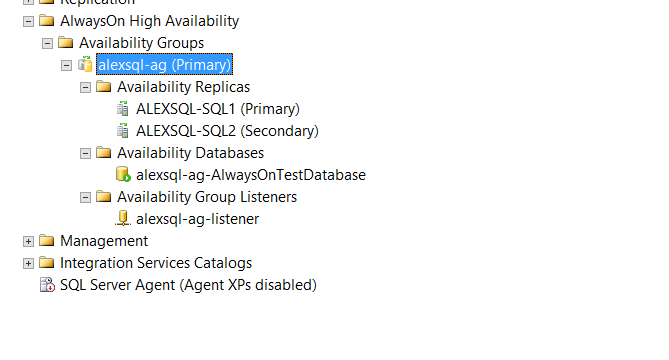 Replication
AlwaysOn High Availability
Availability Groups
alexsql-ag (Primary)
Availability Replicas
ALEXSQL-SQL1 (Primary)
ALEXSQL-SQL2 (Secondary)
Availability Databases
alexsql-ag-AlwaysOnTestDatabase
Availability Group Listeners
alexsql-ag-listener
Management
Integration Services Catalogs
SQL Server Agent (Agent XPs disabled)